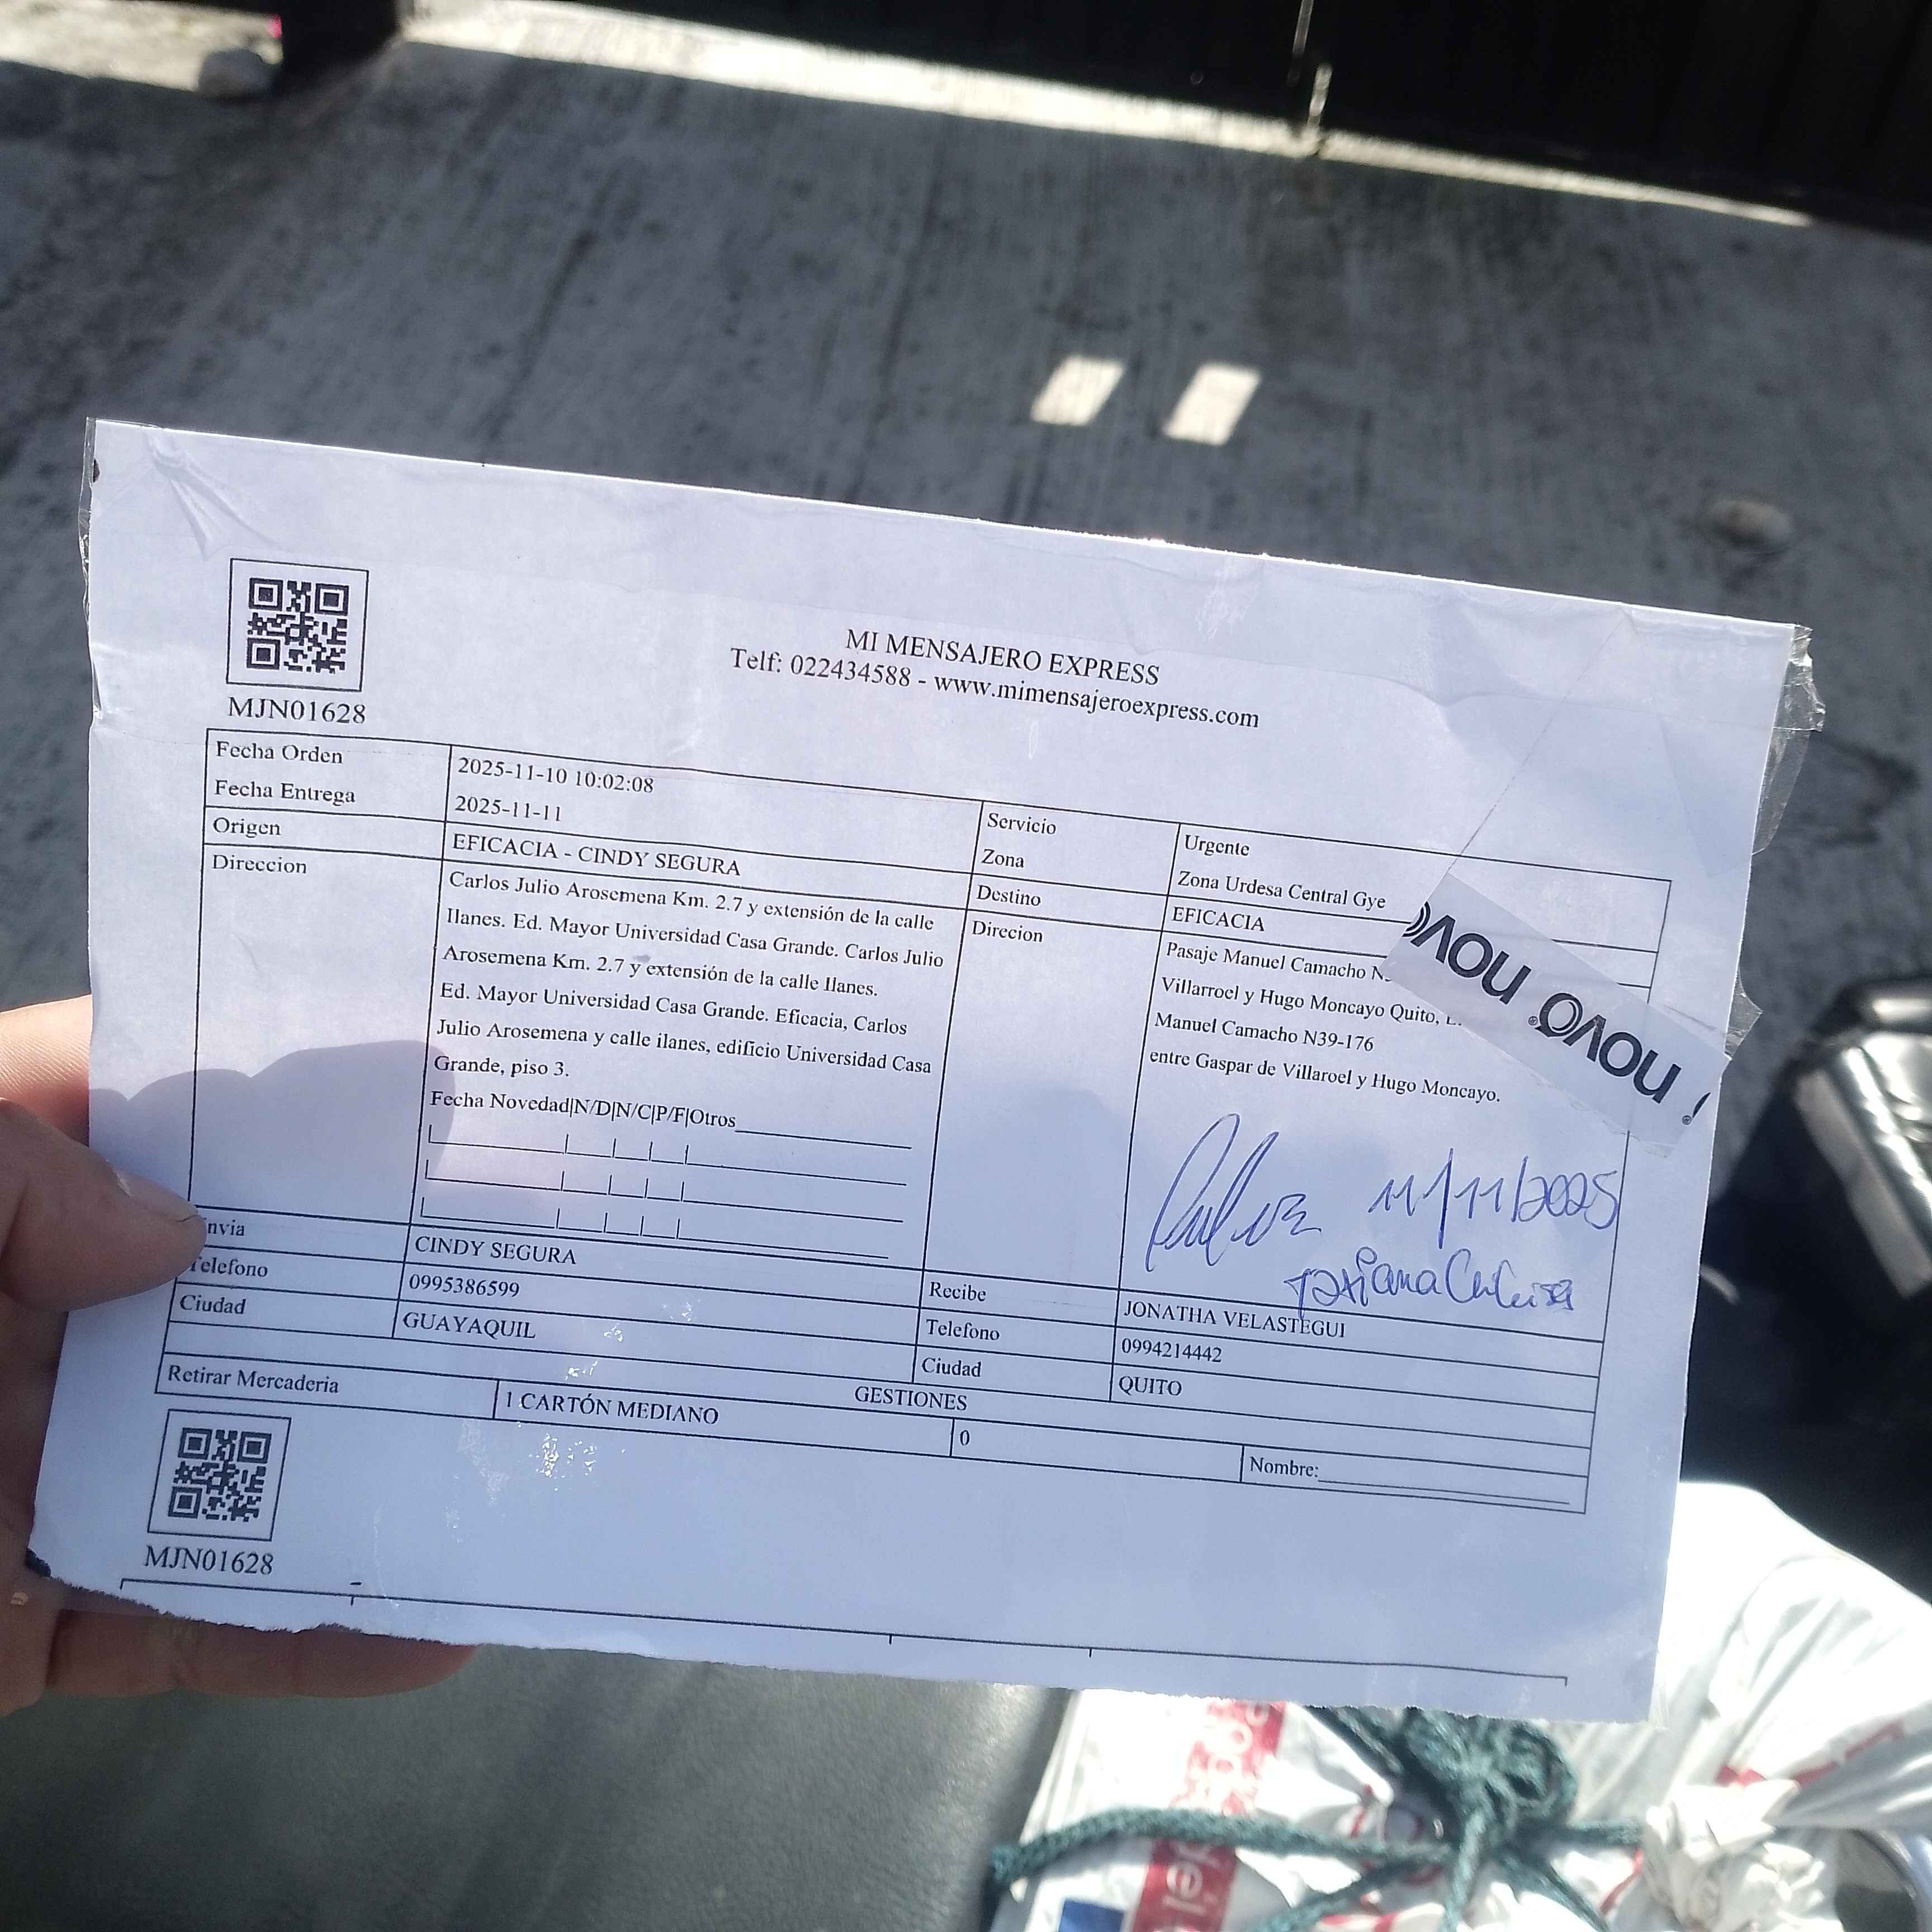 MJN01628
MI MENSAJERO EXPRESS
Telf: 022434588 - www.mimensajeroexpress.com
Fecha Orden
2025-11-10 10:02:08
Fecha Entrega
2025-11-11
Servicio
Urgente
Zona
Zona Urdesa Central Gye
Origen
EFICACIA - CINDY SEGURA
Destino
EFICACIA
Direccion
Carlos Julio Arosemena Km. 2.7 y extensión de la calle
Ilanes. Ed. Mayor Universidad Casa Grande. Carlos Julio
Arosemena Km. 2.7 y extensión de la calle Ilanes.
Ed. Mayor Universidad Casa Grande. Eficacia, Carlos
Julio Arosemena y calle ilanes, edificio Universidad Casa
Grande, piso 3.
Fecha Novedad|N/D|N/C|P/F|Otros
Direcion
Pasaje Manuel Camacho
Villarroel y Hugo Moncayo Quito,
Manuel Camacho N39-176
entre Gaspar de Villaroel y Hugo Moncayo.
novo novo
11/11/2025
Tatiana
Envia
CINDY SEGURA
Recibe
JONATHA VELASTEGUI
Telefono
0995386599
Telefono
0994214442
Ciudad
GUAYAQUIL
Ciudad
QUITO
GESTIONES
Retirar Mercaderia
1 CARTÓN MEDIANO
0
Nombre:
MJN01628